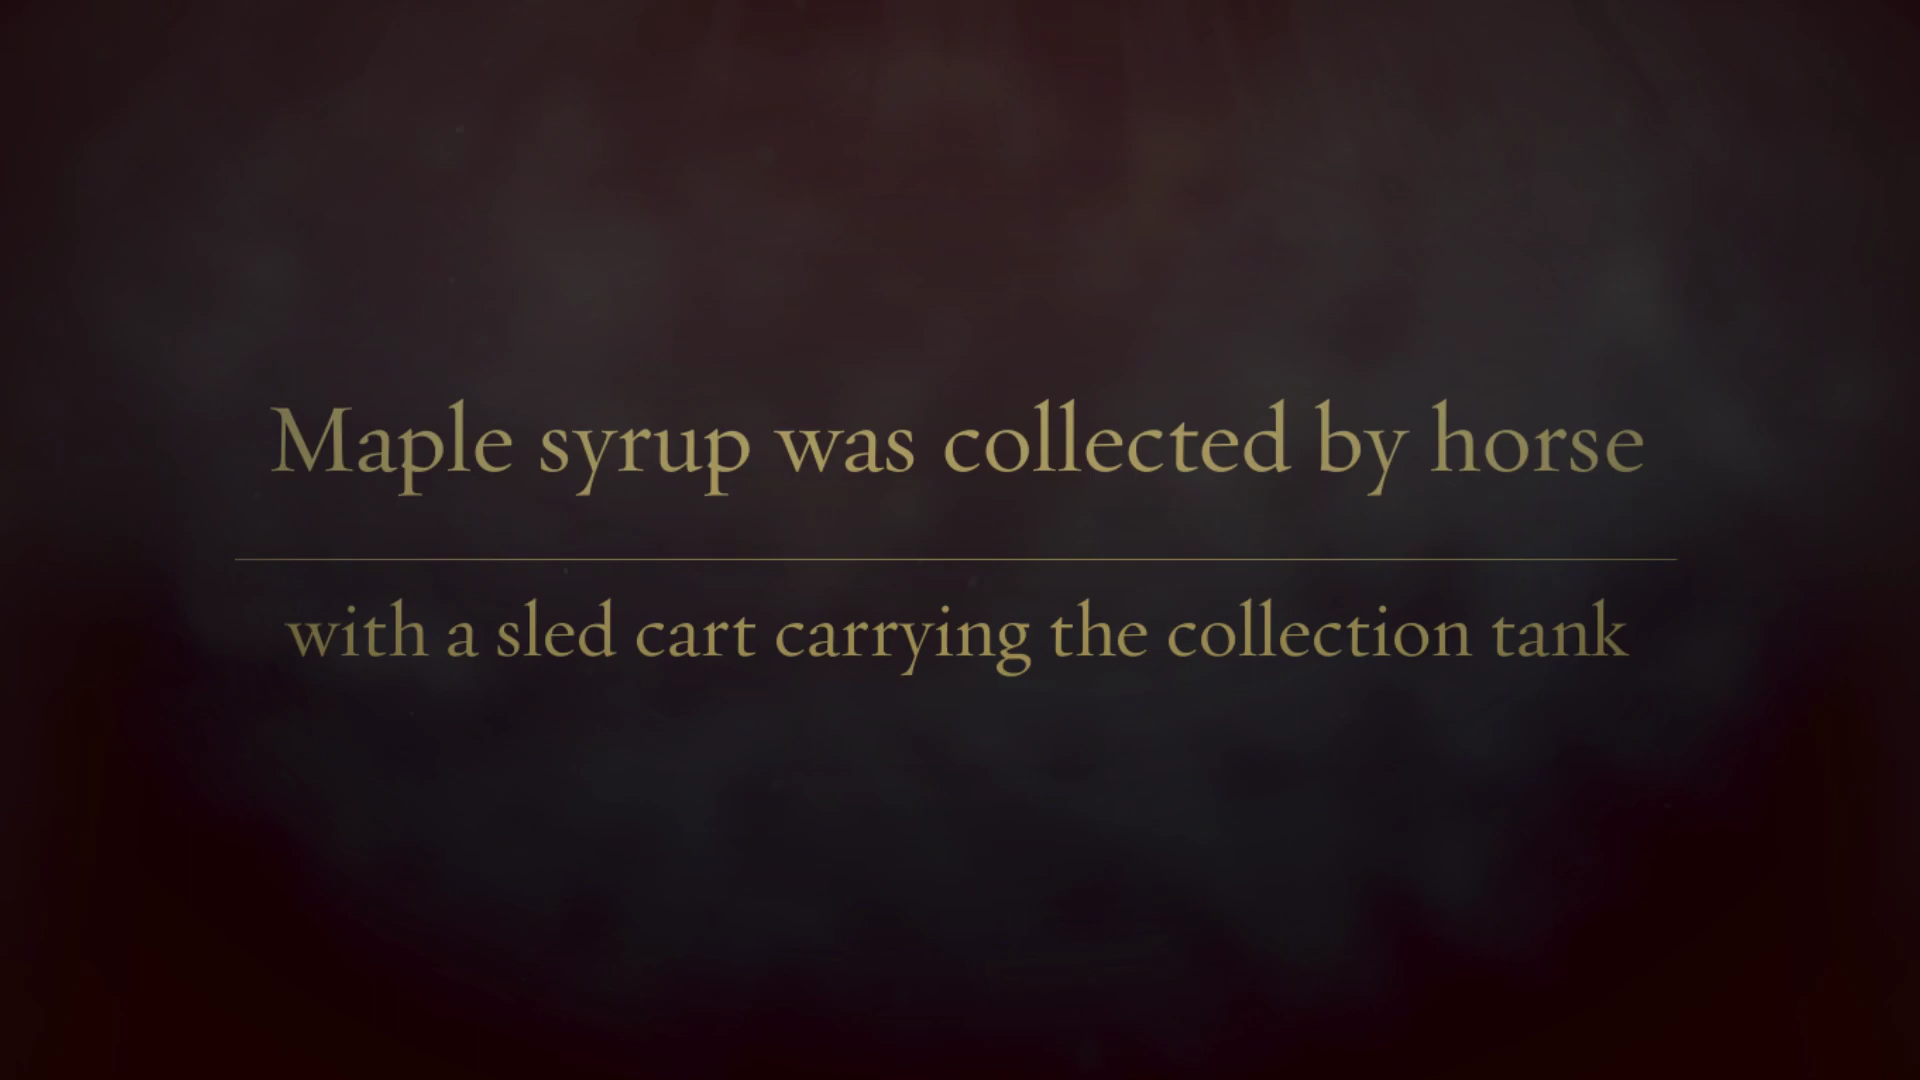 Maple syrup was collected by horse
with a sled cart carrying the collection tank